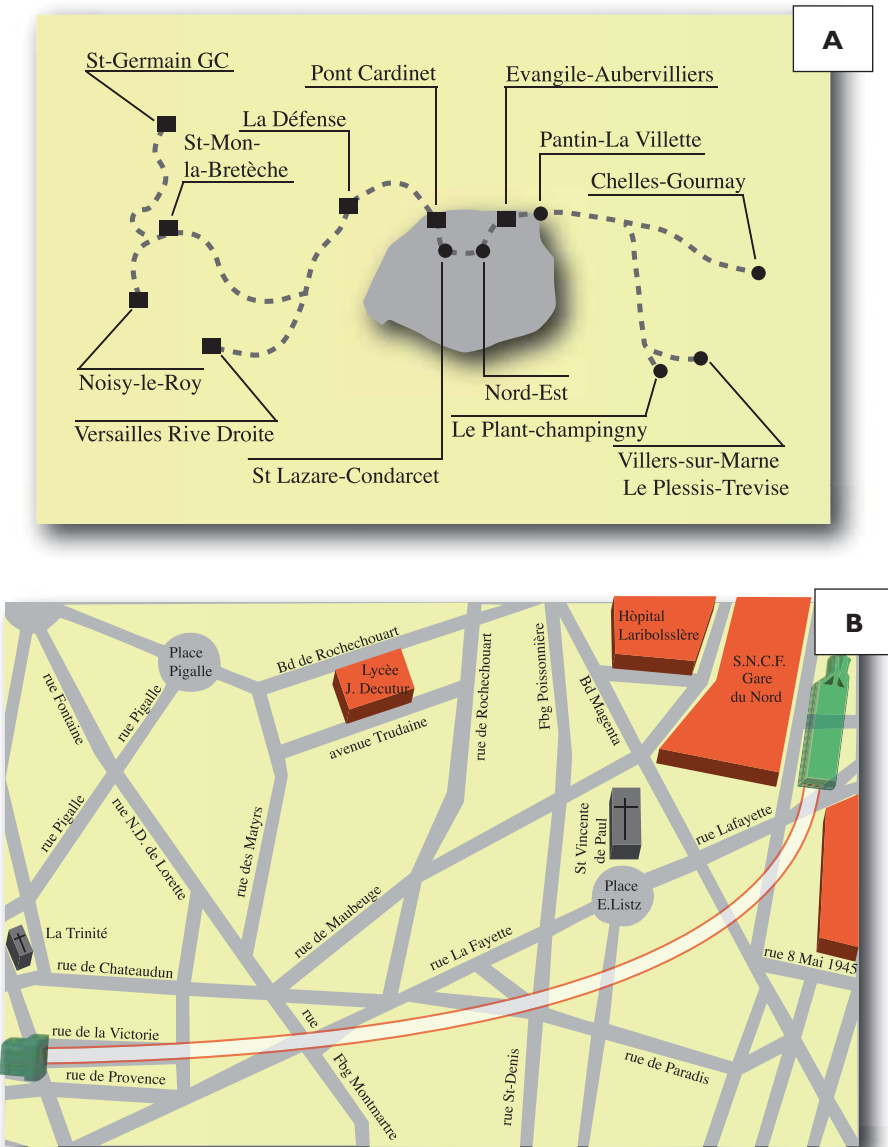 A
St-Germain GC
Pont Cardinet
Evangile-Aubervilliers
La Défense
St-Mon-
la-Bretèche
Pantin-La Villette
Chelles-Gournay
Noisy-le-Roy
Nord-Est
Versailles Rive Droite
Le Plant-champingny
St Lazare-Condarcet
Villers-sur-Marne
Le Plessis-Trevise
B
Hòpital
Laribolsslère
Place
Pigalle
Bd de Rochechouart
Lycèe
J. Decutur
S.N.C.F.
Gare
du Nord
rue Fontaine
rue Pigalle
avenue Trudaine
rue de Rochechouart
Fbg Poissonnière
Bd Magenta
rue Pigalle
rue N.D. de Lorette
rue des Matyrs
St Vincente
de Paul
rue Lafayette
Place
E.Listz
rue de Maubeuge
La Trinité
rue La Fayette
rue de Chateaudun
rue 8 Mai 1945
rue de la Victorie
rue
rue de Provence
Fbg Montmartre
rue St-Denis
rue de Paradis